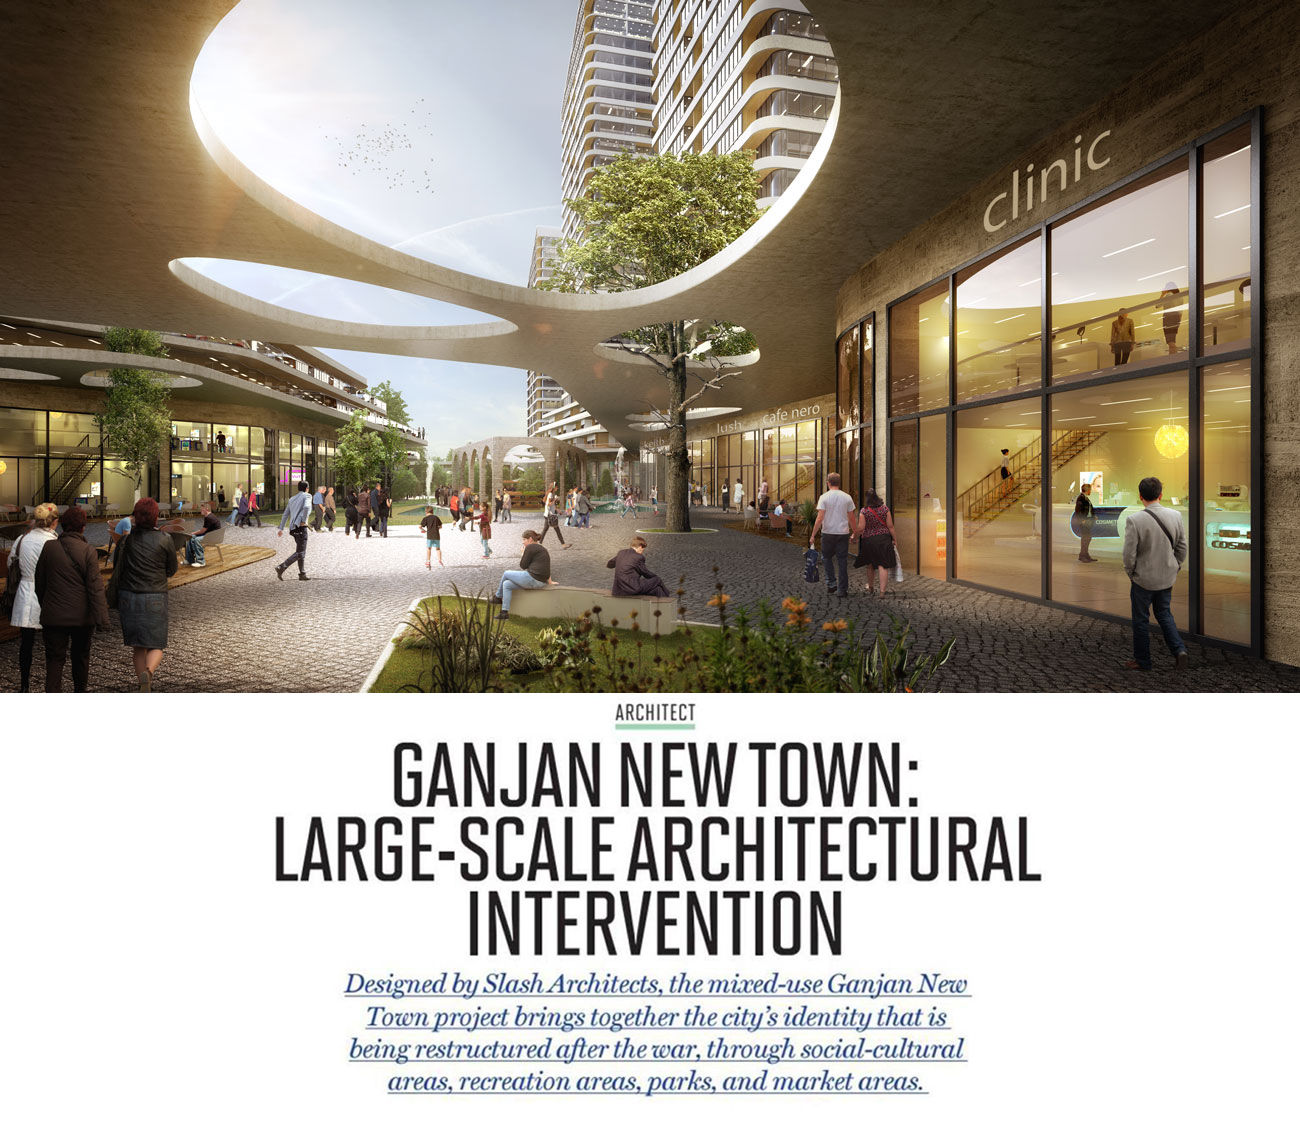 clinic
cafe nero
lush
ARCHITECT
GANJAN NEW TOWN:
LARGE-SCALE ARCHITECTURAL
INTERVENTION
Designed by Slash Architects, the mixed-use Ganjan New
Town project brings together the city's identity that is
being restructured after the war, through social-cultural
areas, recreation areas, parks, and market areas.